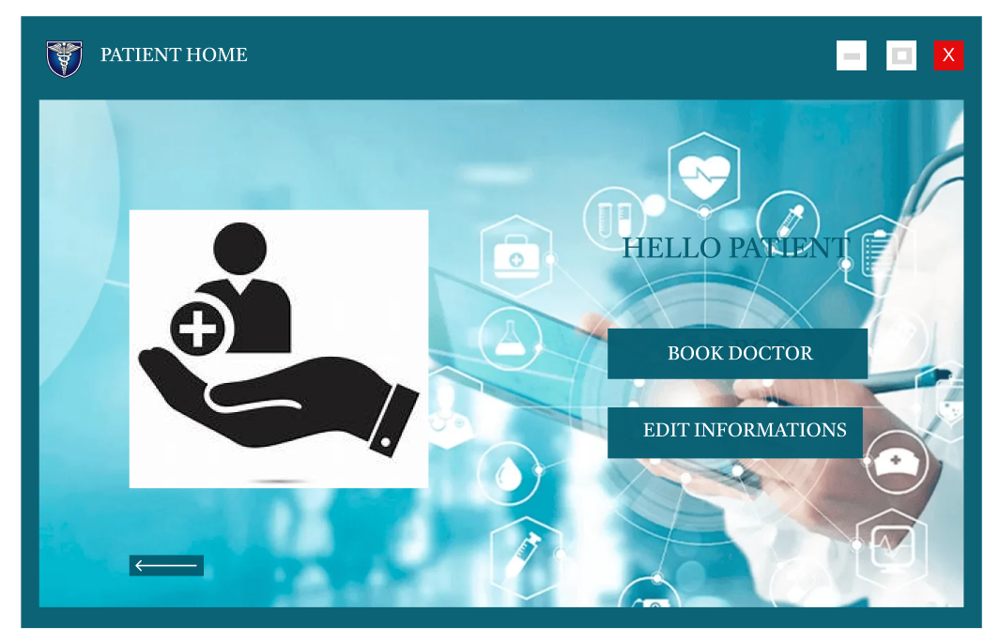 PATIENT HOME
X
HELLO PATIENT
BOOK DOCTOR
EDIT INFORMATIONS